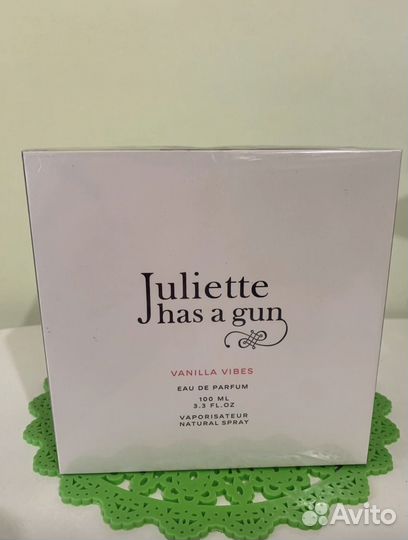 Juliette
has a gun
VANILLA VIBES
EAU DE PARFUM
100 ML
3.3 FL.OZ
VAPORISATEUR
NATURAL SPRAY
Avito